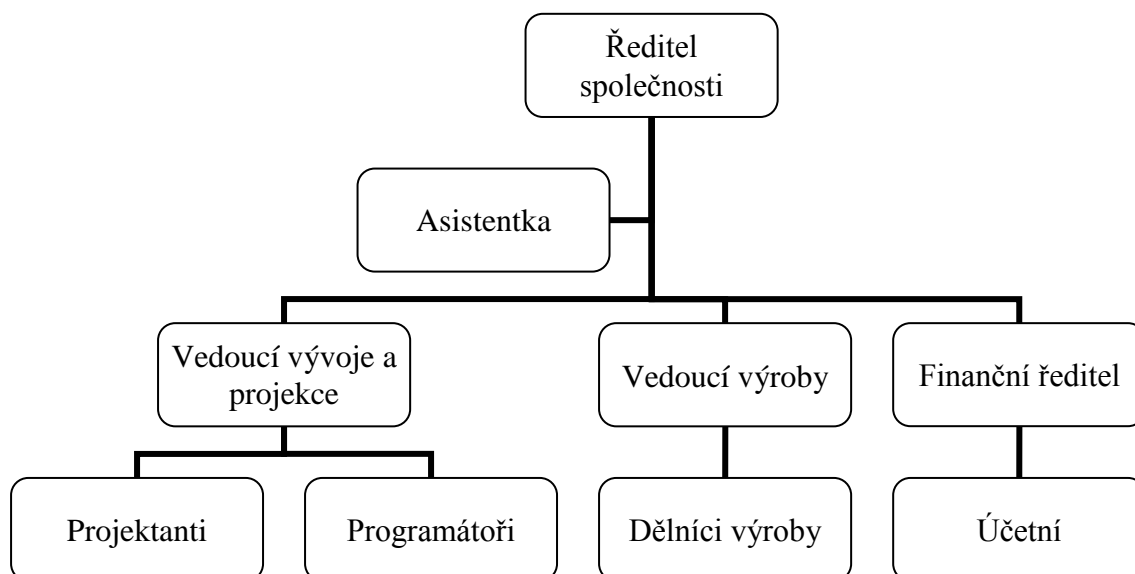 Ředitel
společnosti
Asistentka
Vedoucí vývoje a
projekce
Vedoucí výroby
Finanční ředitel
Projektanti
Programátoři
Dělníci výroby
Účetní